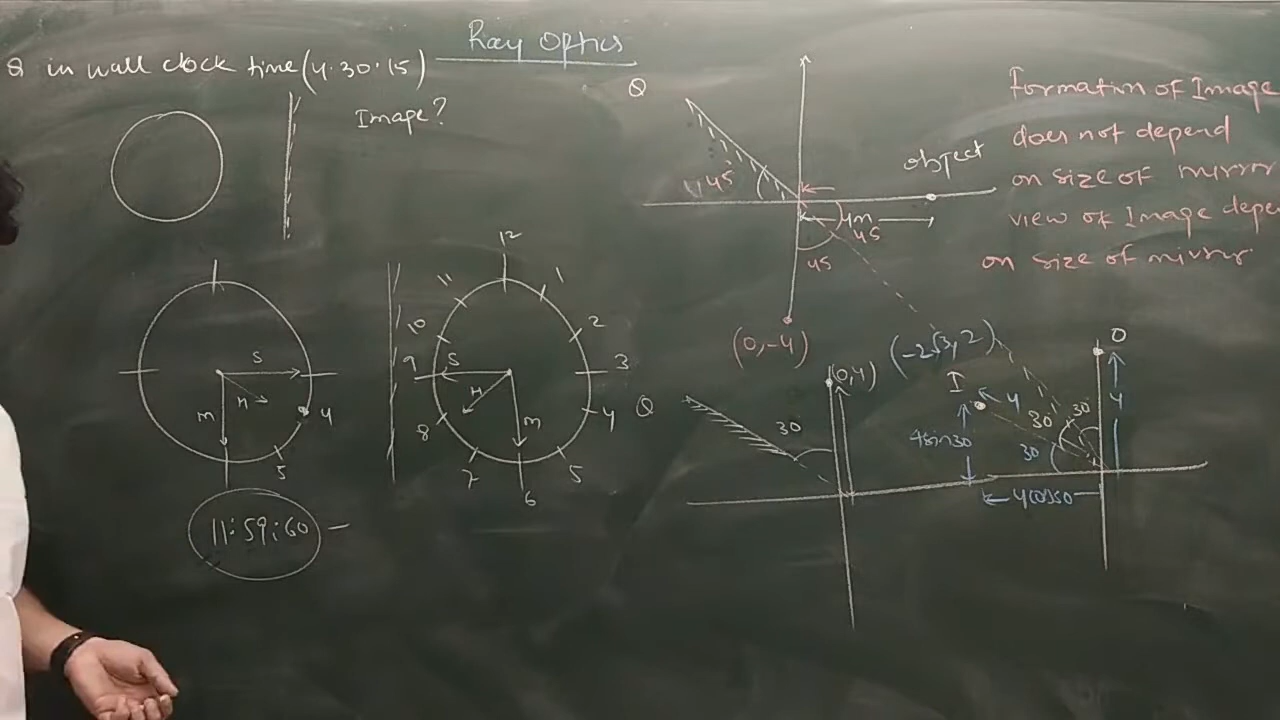 Ray Optics
Q in wall clock time (4.30.15)
Image?
S
M
H
4
5
11:59:60 -
12
11
1
10
2
9
S
3
H
8
M
4
7
5
6
Q
45
object
4m
45
45
(0,-4)
Formation of Image
does not depend
on size of mirror
view of Image depe
on size of mirror
Q
30
(0,4)
(-2√3, 2)
O
I
4
4
30°
30°
30
4sin30
4cos30